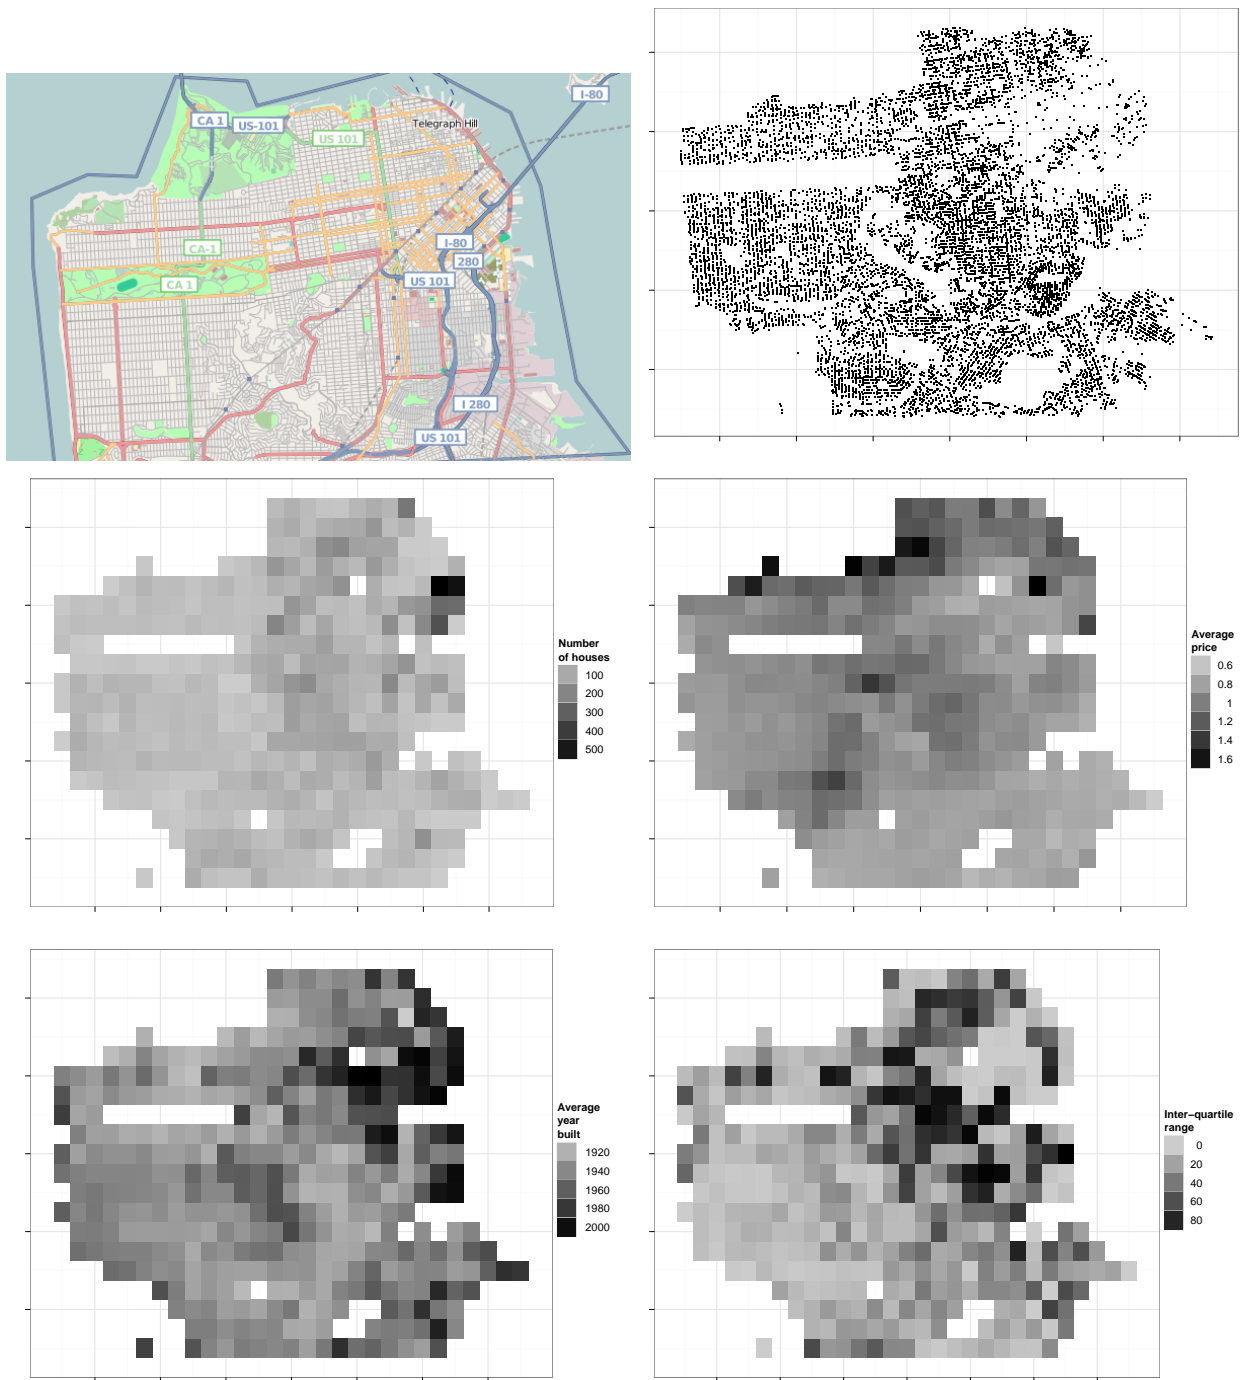 I-80
CA 1
US-101
US 101
Telegraph Hill
CA-1
I-80
280
CA 1
US 101
I 280
US 101
Number
of houses
100
200
300
400
500
Average
price
0.6
0.8
1
1.2
1.4
1.6
Average
year
built
1920
1940
1960
1980
2000
Inter−quartile
range
0
20
40
60
80